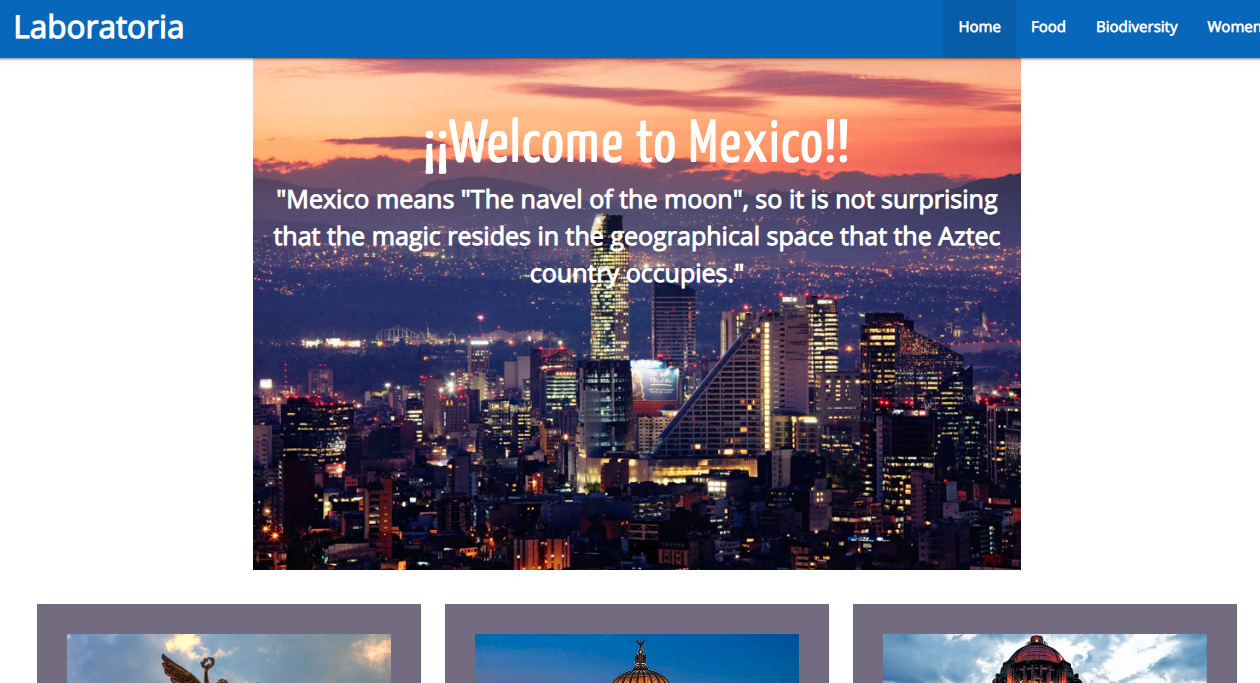 Laboratoria
Home Food Biodiversity Women
¡¡Welcome to Mexico!!
"Mexico means "The navel of the moon", so it is not surprising
that the magic resides in the geographical space that the Aztec
country occupies."